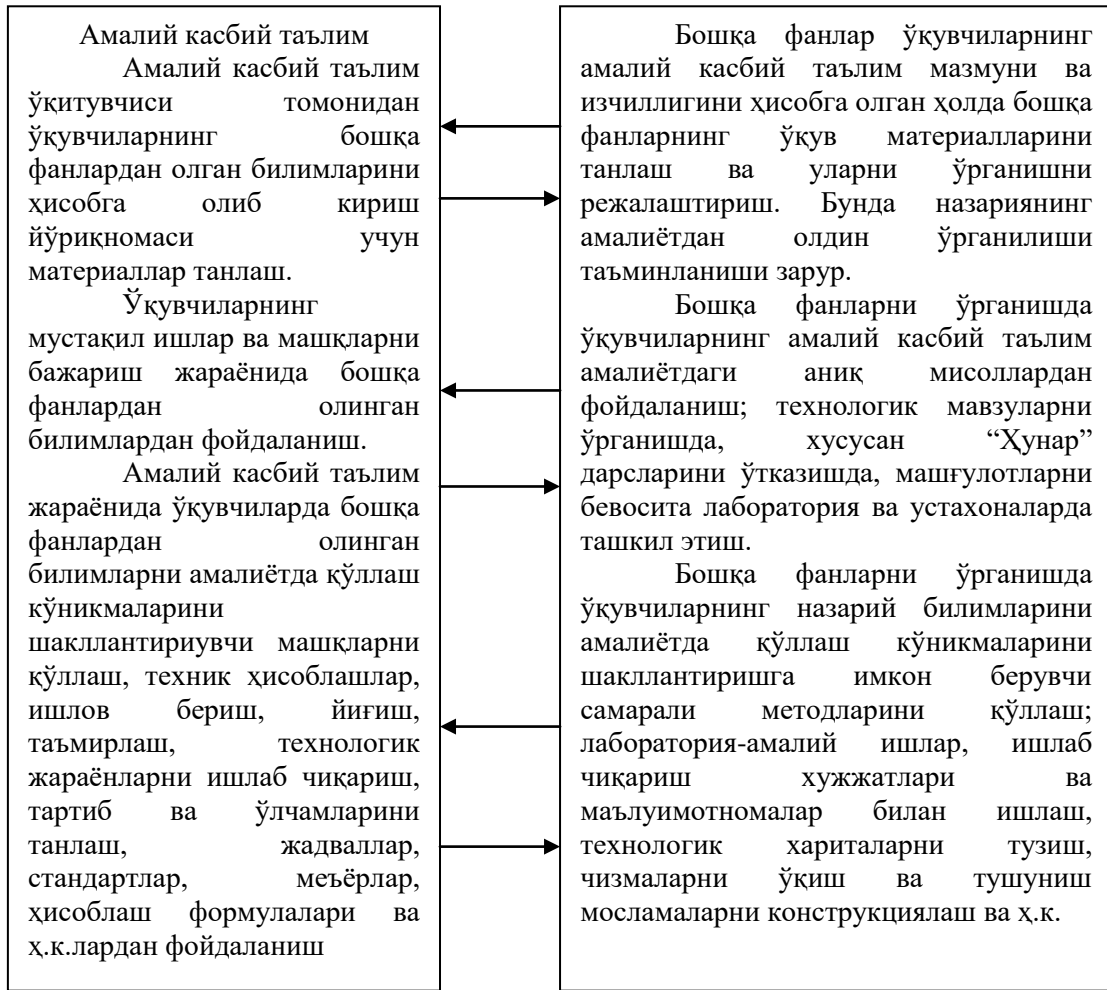 Амалий касбий таълим
Амалий касбий таълим
ўқитувчиси томонидан
ўқувчиларнинг бошқа
фанлардан олган билимларини
ҳисобга олиб кириш
йўриқномаси учун
материаллар танлаш.
Ўқувчиларнинг
мустақил ишлар ва машқларни
бажариш жараёнида бошқа
фанлардан олинган
билимлардан фойдаланиш.
Амалий касбий таълим
жараёнида ўқувчиларда бошқа
фанлардан олинган
билимларни амалиётда қўллаш
кўникмаларини
шакллантириувчи машқларни
қўллаш, техник ҳисоблашлар,
ишлов бериш, йиғиш,
таъмирлаш, технологик
жараёнларни ишлаб чиқариш,
тартиб ва ўлчамларини
танлаш, жадваллар,
стандартлар, меъёрлар,
ҳисоблаш формулалари ва
ҳ.к.лардан фойдаланиш
Бошқа фанлар ўқувчиларнинг
амалий касбий таълим мазмуни ва
изчиллигини ҳисобга олган ҳолда бошқа
фанларнинг ўқув материалларини
танлаш ва уларни ўрганишни
режалаштириш. Бунда назариянинг
амалиётдан олдин ўрганилиши
таъминланиши зарур.
Бошқа фанларни ўрганишда
ўқувчиларнинг амалий касбий таълим
амалиётдаги аниқ мисоллардан
фойдаланиш; технологик мавзуларни
ўрганишда, хусусан “Ҳунар”
дарсларини ўтказишда, машғулотларни
бевосита лаборатория ва устахоналарда
ташкил этиш.
Бошқа фанларни ўрганишда
ўқувчиларнинг назарий билимларини
амалиётда қўллаш кўникмаларини
шакллантиришга имкон берувчи
самарали методларини қўллаш;
лаборатория-амалий ишлар, ишлаб
чиқариш хужжатлари ва
маълуимотномалар билан ишлаш,
технологик хариталарни тузиш,
чизмаларни ўқиш ва тушуниш
мосламаларни конструкциялаш ва ҳ.к.